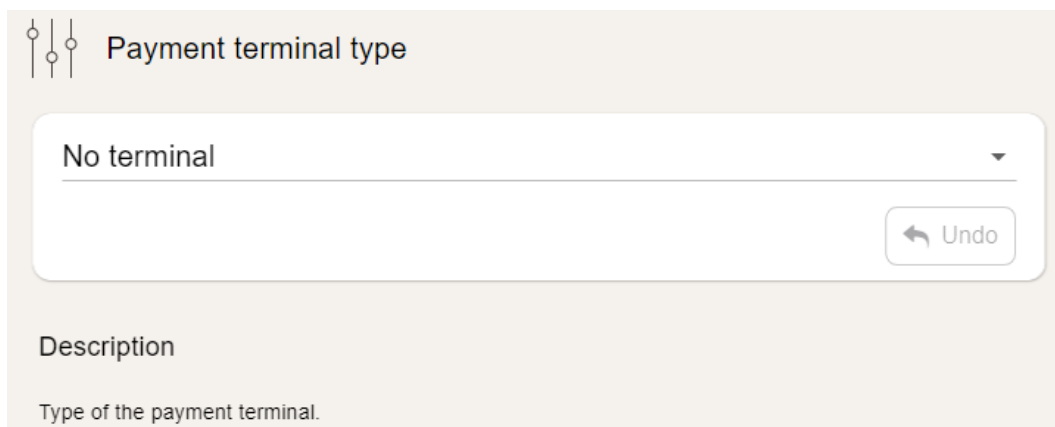 Payment terminal type
No terminal
Undo
Description
Type of the payment terminal.